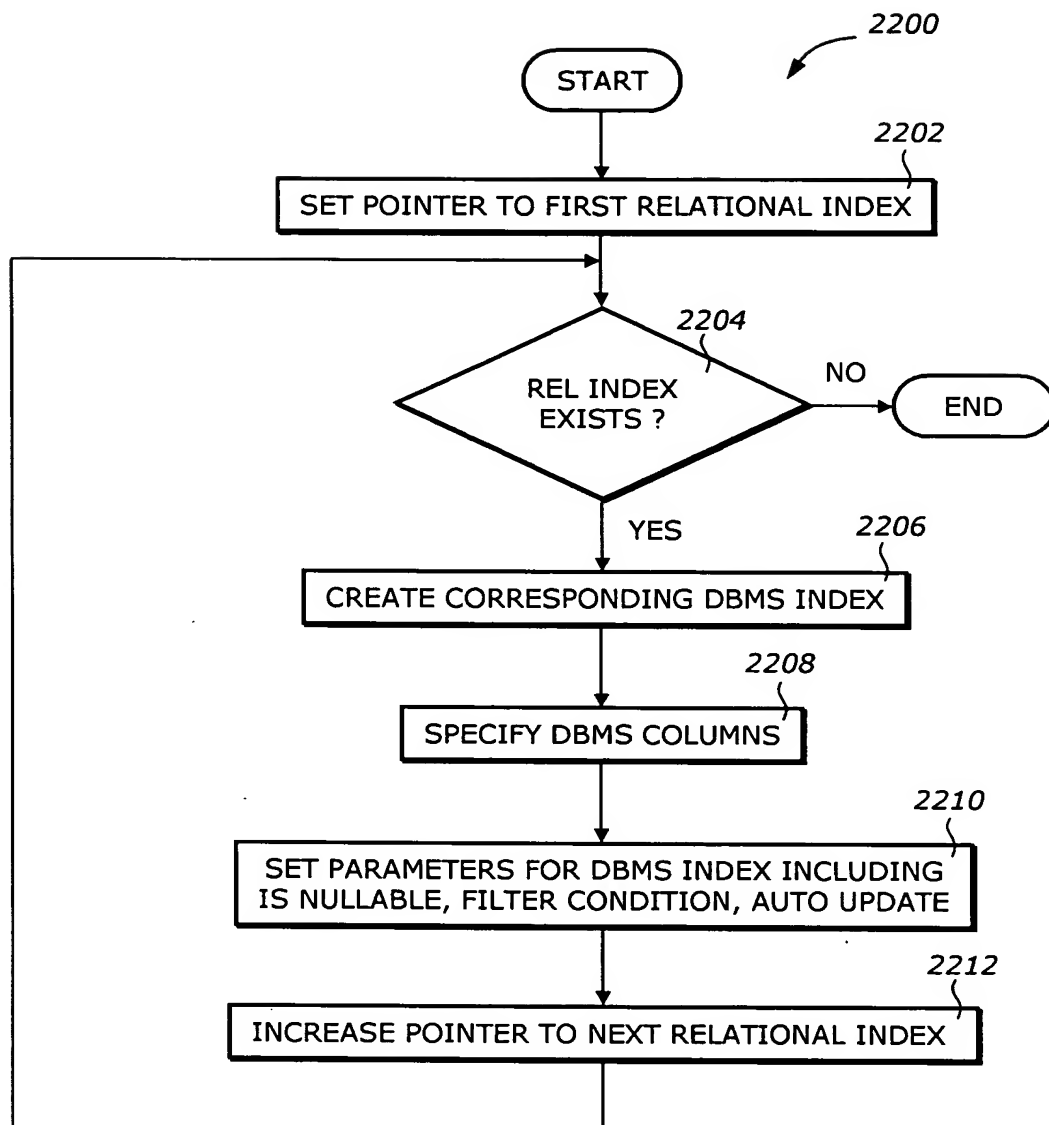 2200
START
2202
SET POINTER TO FIRST RELATIONAL INDEX
2204
REL INDEX
EXISTS ?
NO
END
YES
2206
CREATE CORRESPONDING DBMS INDEX
2208
SPECIFY DBMS COLUMNS
2210
SET PARAMETERS FOR DBMS INDEX INCLUDING
IS NULLABLE, FILTER CONDITION, AUTO UPDATE
2212
INCREASE POINTER TO NEXT RELATIONAL INDEX